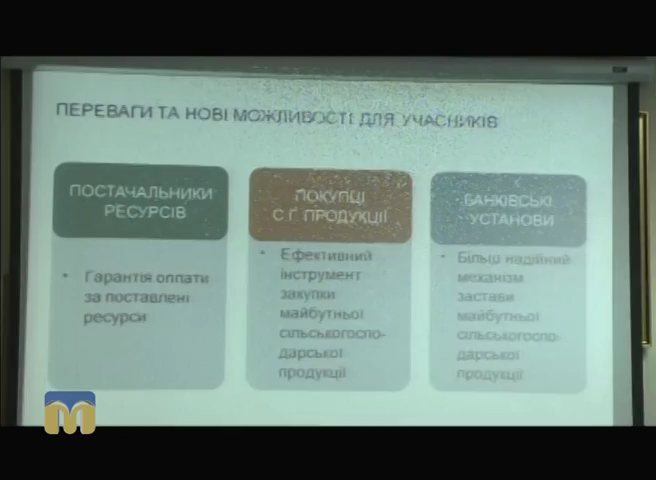 ПЕРЕВАГИ ТА НОВІ МОЖЛИВОСТІ ДЛЯ УЧАСНИКІВ
ПОСТАЧАЛЬНИКИ
РЕСУРСІВ
• Гарантія оплати
за поставлені
ресурси
ПОКУПЦІ
С.Г. ПРОДУКЦІЇ
• Ефективний
інструмент
закупки
майбутньої
сільськогоспо-
дарської
продукції
БАНКІВСЬКІ
УСТАНОВИ
• Більш надійний
механізм
застави
майбутньої
сільськогоспо-
дарської
продукції